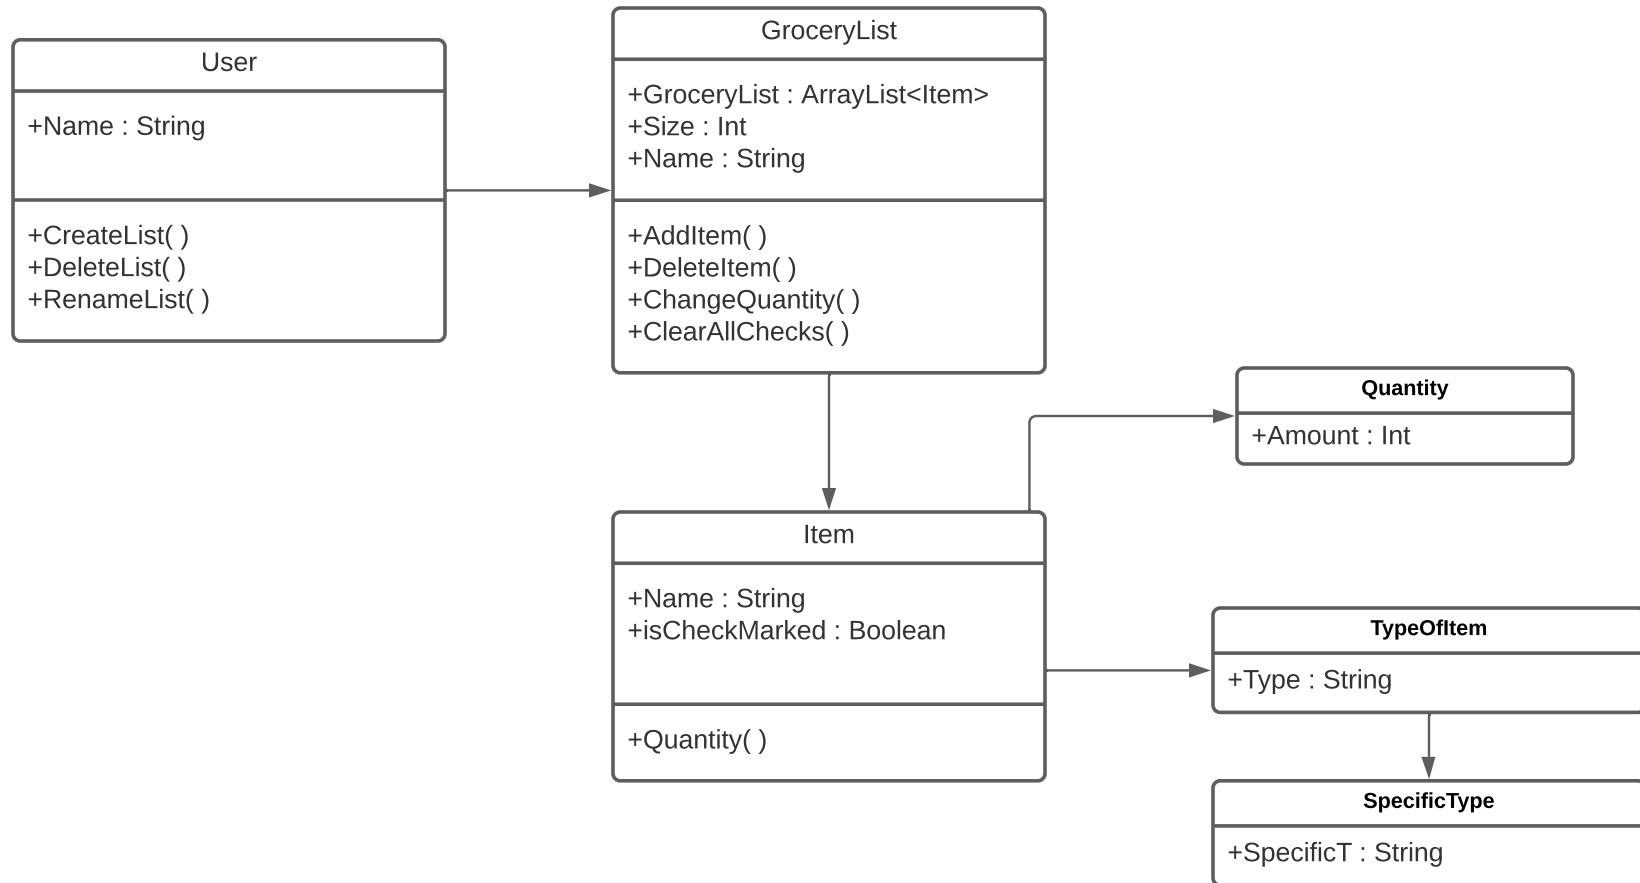 User
+Name : String
+CreateList( )
+DeleteList( )
+RenameList( )
GroceryList
+GroceryList : ArrayList<Item>
+Size : Int
+Name : String
+AddItem( )
+DeleteItem( )
+ChangeQuantity( )
+ClearAllChecks( )
Item
+Name : String
+isCheckMarked : Boolean
+Quantity( )
Quantity
+Amount : Int
TypeOfItem
+Type : String
SpecificType
+SpecificT : String